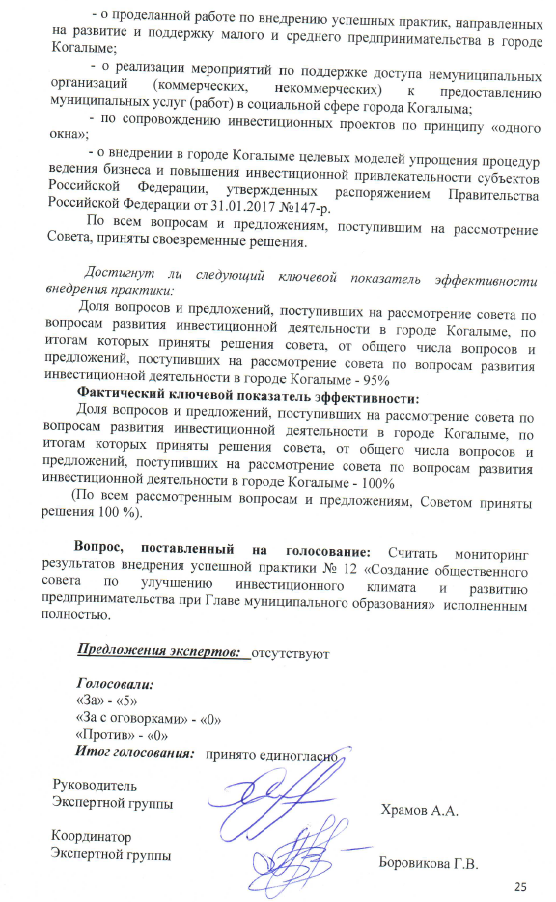 - о проделанной работе по внедрению успешных практик, направленных
на развитие и поддержку малого и среднего предпринимательства в городе
Когалыме;
- о реализации мероприятий по поддержке доступа немуниципальных
организаций (коммерческих, некоммерческих) к предоставлению
муниципальных услуг (работ) в социальной сфере города Когалыма;
- по сопровождению инвестиционных проектов по принципу «одного
окна»;
- о внедрении в городе Когалыме целевых моделей упрощения процедур
ведения бизнеса и повышения инвестиционной привлекательности субъектов
Российской Федерации, утвержденных распоряжением Правительства
Российской Федерации от 31.01.2017 №147-р.
По всем вопросам и предложениям, поступившим на рассмотрение
Совета, приняты своевременные решения.
Достигнут ли следующий ключевой показатель эффективности
внедрения практики:
Доля вопросов и предложений, поступивших на рассмотрение совета по
вопросам развития инвестиционной деятельности в городе Когалыме, по
итогам которых приняты решения совета, от общего числа вопросов и
предложений, поступивших на рассмотрение совета по вопросам развития
инвестиционной деятельности в городе Когалыме - 95%
Фактический ключевой показатель эффективности:
Доля вопросов и предложений, поступивших на рассмотрение совета по
вопросам развития инвестиционной деятельности в городе Когалыме, по
итогам которых приняты решения совета, от общего числа вопросов и
предложений, поступивших на рассмотрение совета по вопросам развития
инвестиционной деятельности в городе Когалыме - 100%
(По всем рассмотренным вопросам и предложениям, Советом приняты
решения 100 %).
Вопрос, поставленный на голосование: Считать мониторинг
результатов внедрения успешной практики № 12 «Создание общественного
совета по улучшению инвестиционного климата и развитию
предпринимательства при Главе муниципального образования» исполненным
полностью.
Предложения экспертов: отсутствуют
Голосовали:
«За» - «5»
«За с оговорками» - «0»
«Против» - «0»
Итог голосования: принято единогласно
Руководитель
Экспертной группы
Храмов А.А.
Координатор
Экспертной группы
Боровикова Г.В.
25